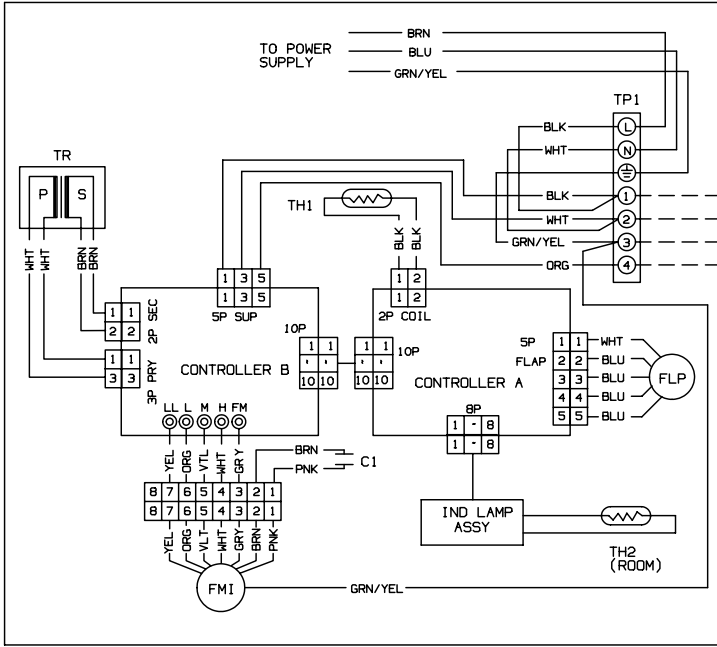 BRN
TO POWER BLU
SUPPLY
GRN/YEL
TP1
BLK L
TR
WHT N
P S
BLK 1
TH1
WHT 2
BLK BLK
GRN/YEL 3
WHT WHT BRN BRN
ORG 4
1 3 5 1 2
1 3 5 1 2
5P SUP 2P COIL
1 1 2P SEC
2 2
10P 1 1 1 1 10P
5P 1 1 WHT
1 1 3P PRY
3 3
- - - -
FLAP 2 2 BLU
CONTROLLER B 10 10 10 10 CONTROLLER A
3 3 BLU FLP
4 4 BLU
5 5 BLU
LL L M H FM
8P
1 - 8
1 - 8
YEL ORG VTL WHT GRY
BRN
C1
PNK
8 7 6 5 4 3 2 1
8 7 6 5 4 3 2 1
IND LAMP
ASSY
YEL ORG VLT WHT GRY BRN PNK
TH2
(ROOM)
FMI GRN/YEL